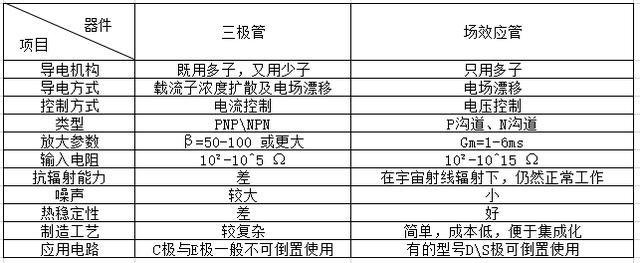 器件 三极管 场效应管
项目
导电机构 既用多子，又用少子 只用多子
导电方式 载流子浓度扩散及电场漂移 电场漂移
控制方式 电流控制 电压控制
类型 PNP\NPN P沟道、N沟道
放大参数 β=50-100 或更大 Gm=1-6ms
输入电阻 10²-10^5 Ω 10²-10^15 Ω
抗辐射能力 差 在宇宙射线辐射下，仍然正常工作
噪声 较大 小
热稳定性 差 好
制造工艺 较复杂 简单，成本低，便于集成化
应用电路 C极与E极一般不可倒置使用 有的型号D\S极可倒置使用